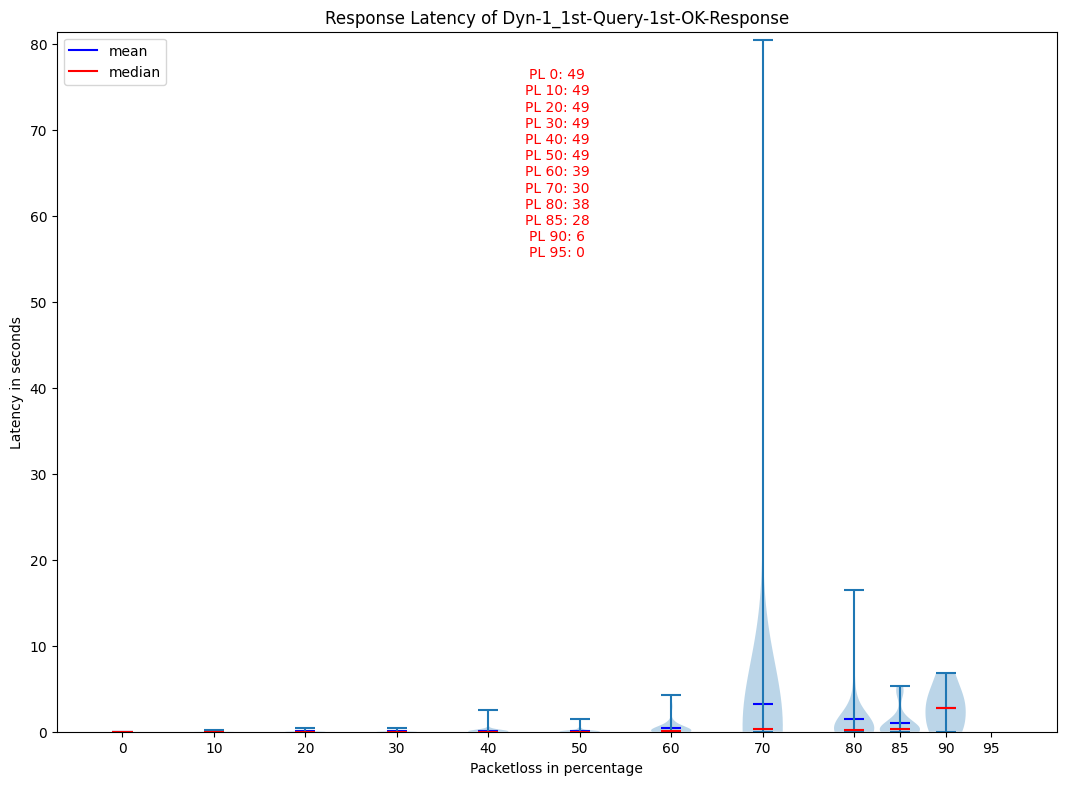 Response Latency of Dyn-1_1st-Query-1st-OK-Response
mean
median
PL 0: 49
PL 10: 49
PL 20: 49
PL 30: 49
PL 40: 49
PL 50: 49
PL 60: 39
PL 70: 30
PL 80: 38
PL 85: 28
PL 90: 6
PL 95: 0
Latency in seconds
80
70
60
50
40
30
20
10
0
0 10 20 30 40 50 60 70 80 85 90 95
Packetloss in percentage